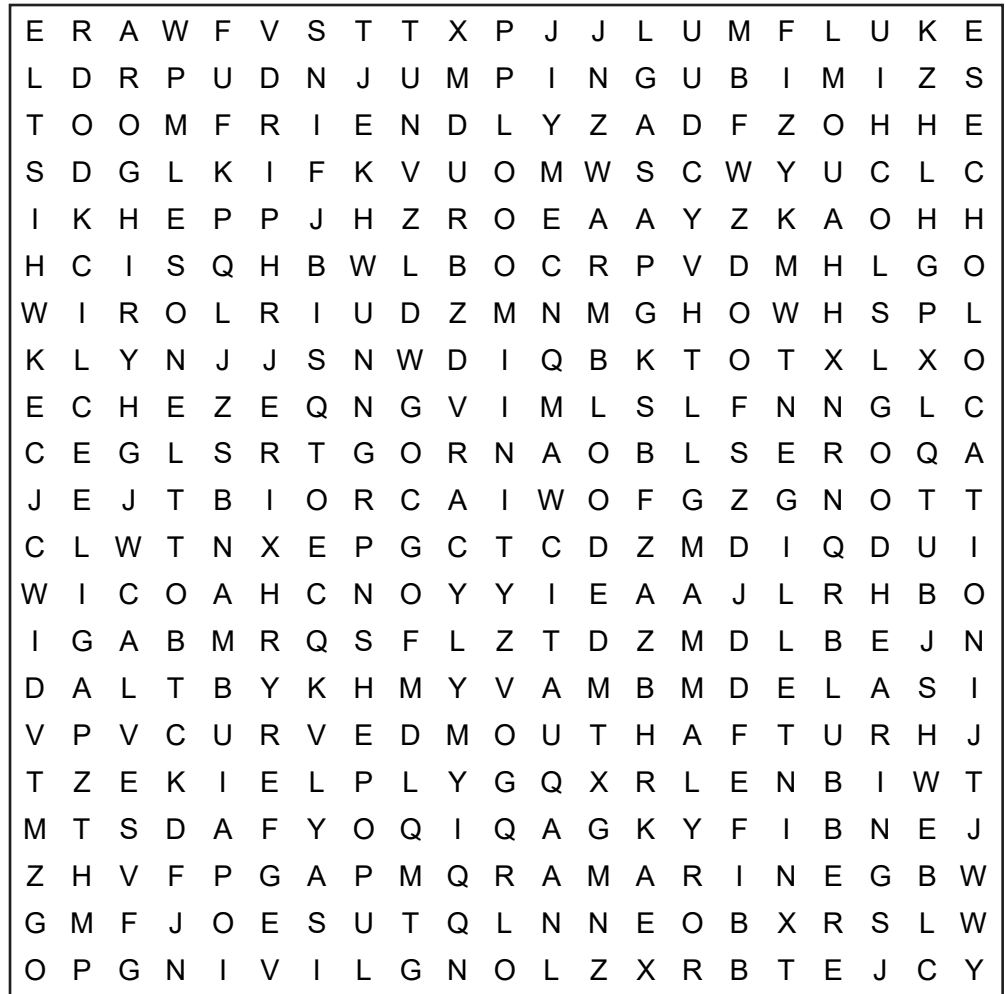 E R A W F V S T T X P J J L U M F L U K E
L D R P U D N J U M P I N G U B I M I Z S
T O O M F R I E N D L Y Z A D F Z O H H E
S D G L K I F K V U O M W S C W Y U C L C
I K H E P P J H Z R O E A A Y Z K A O H H
H C I S Q H B W L B O C R P V D M H L G O
W I R O L R I U D Z M N M G H O W H S P L
K L Y N J J S N W D I Q B K T O T X L X O
E C H E Z E Q N G V I M L S L F N N G L C
C E G L S R T G O R N A O B L S E R O Q A
J E J T B I O R C A I W O F G Z G N O T T
C L W T N X E P G C T C D Z M D I Q D U I
W I C O A H C N O Y Y I E A A J L R H B O
I G A B M R Q S F L Z T D Z M D L B E J N
D A L T B Y K H M Y V A M B M D E L A S I
V P V C U R V E D M O U T H A F T U R H J
T Z E K I E L P L Y G Q X R L E N B I W T
M T S D A F Y O Q I Q A G K Y F I B N E J
Z H V F P G A P M Q R A M A R I N E G B W
G M F J O E S U T Q L N N E O B X R S L W
O P G N I V I L G N O L Z X R B T E J C Y